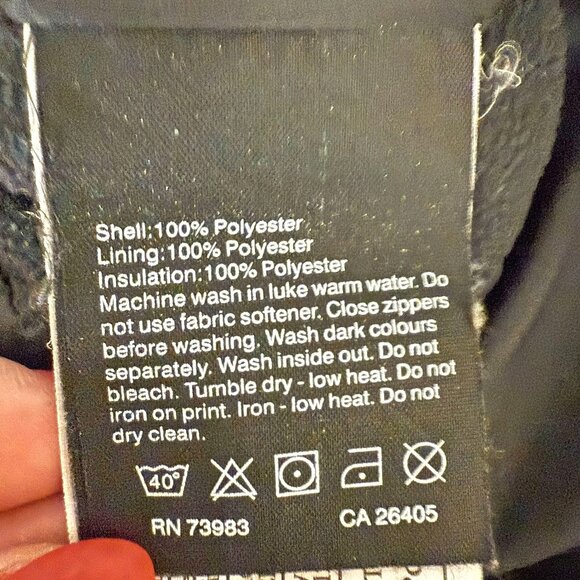 Shell:100% Polyester
Lining:100% Polyester
Insulation:100% Polyester
Machine wash in luke warm water. Do
not use fabric softener. Close zippers
before washing. Wash dark colours
separately. Wash inside out. Do not
bleach. Tumble dry - low heat. Do not
iron on print. Iron - low heat. Do not
dry clean.
40°
RN 73983 CA 26405